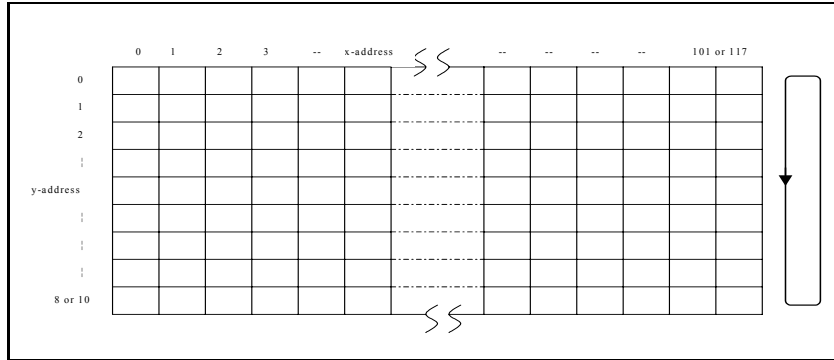 0 1 2 3 -- x-address -- -- -- -- 101 or 117
0
1
2
¦
y-address
¦
¦
¦
8 or 10